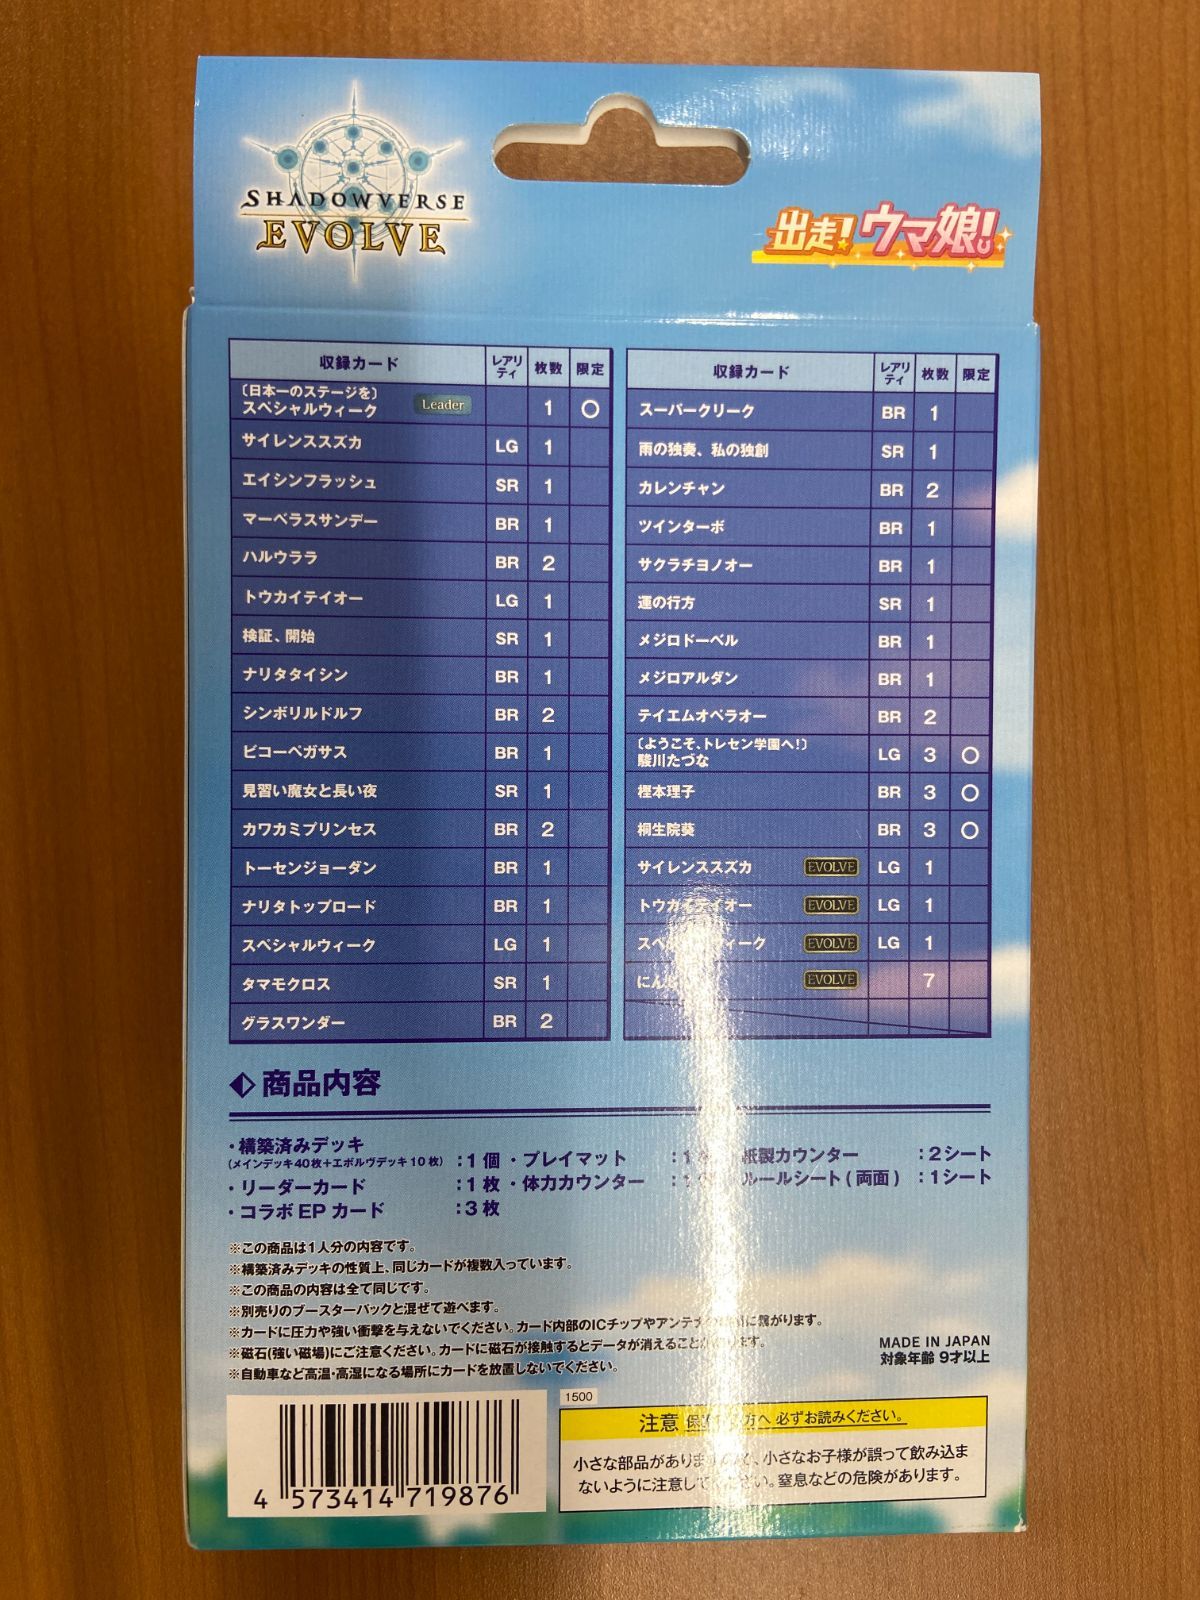 SHADOWVERSE
EVOLVE
出走!ウマ娘!
収録カード レアリティ 枚数 限定
〔日本一のステージを〕
スペシャルウィーク Leader 1 ○
サイレンススズカ LG 1
エイシンフラッシュ SR 1
マーベラスサンデー BR 1
ハルウララ BR 2
トウカイテイオー LG 1
検証、開始 SR 1
ナリタタイシン BR 1
シンボリルドルフ BR 2
ビコーペガサス BR 1
見習い魔女と長い夜 SR 1
カワカミプリンセス BR 2
トーセンジョーダン BR 1
ナリタトップロード BR 1
スペシャルウィーク LG 1
タマモクロス SR 1
グラスワンダー BR 2
収録カード レアリティ 枚数 限定
スーパークリーク BR 1
雨の独奏、私の独創 SR 1
カレンチャン BR 2
ツインターボ BR 1
サクラチヨノオー BR 1
運の行方 SR 1
メジロドーベル BR 1
メジロアルダン BR 1
テイエムオペラオー BR 2
〔ようこそ、トレセン学園へ!〕
駿川たづな LG 3 ○
樫本理子 BR 3 ○
桐生院葵 BR 3 ○
サイレンススズカ EVOLVE LG 1
トウカイテイオー EVOLVE LG 1
スペシャルウィーク EVOLVE LG 1
にん EVOLVE 7
商品内容
・構築済みデッキ
(メインデッキ40枚+エボルヴデッキ10枚) :1個 ・プレイマット :1 紙製カウンター :2シート
・リーダーカード :1枚 ・体力カウンター :1 ルールシート(両面) :1シート
・コラボEPカード :3枚
※この商品は1人分の内容です。
※構築済みデッキの性質上、同じカードが複数入っています。
※この商品の内容は全て同じです。
※別売りのブースターパックと混ぜて遊べます。
※カードに圧力や強い衝撃を与えないでください。カード内部のICチップやアンテナ に繋がります。
※磁石(強い磁場)にご注意ください。カードに磁石が接触するとデータが消えること ます。
※自動車など高温・高湿になる場所にカードを放置しないでください。
MADE IN JAPAN
対象年齢 9才以上
4 573414 719876
1500
注意 保 方へ 必ずお読みください。
小さな部品があります 、小さなお子様が誤って飲み込ま
ないように注意して 。窒息などの危険があります。